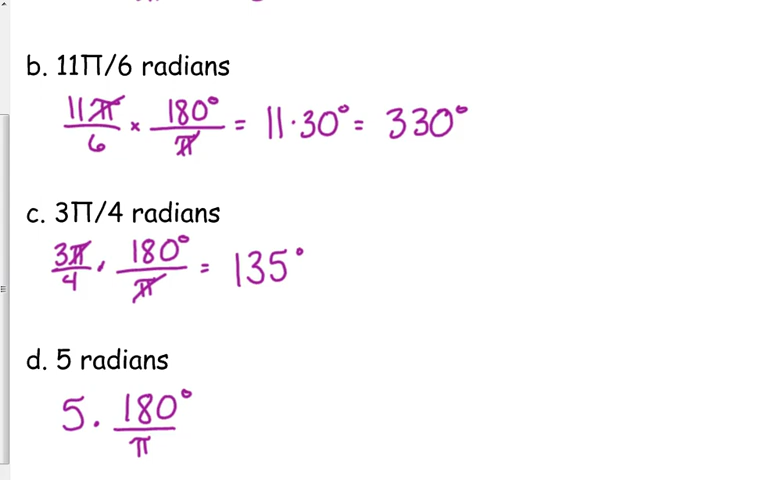 b. 11Π/6 radians
11π/6 × 180°/π = 11·30° = 330°
c. 3Π/4 radians
3π/4 · 180°/π = 135°
d. 5 radians
5 · 180°/π